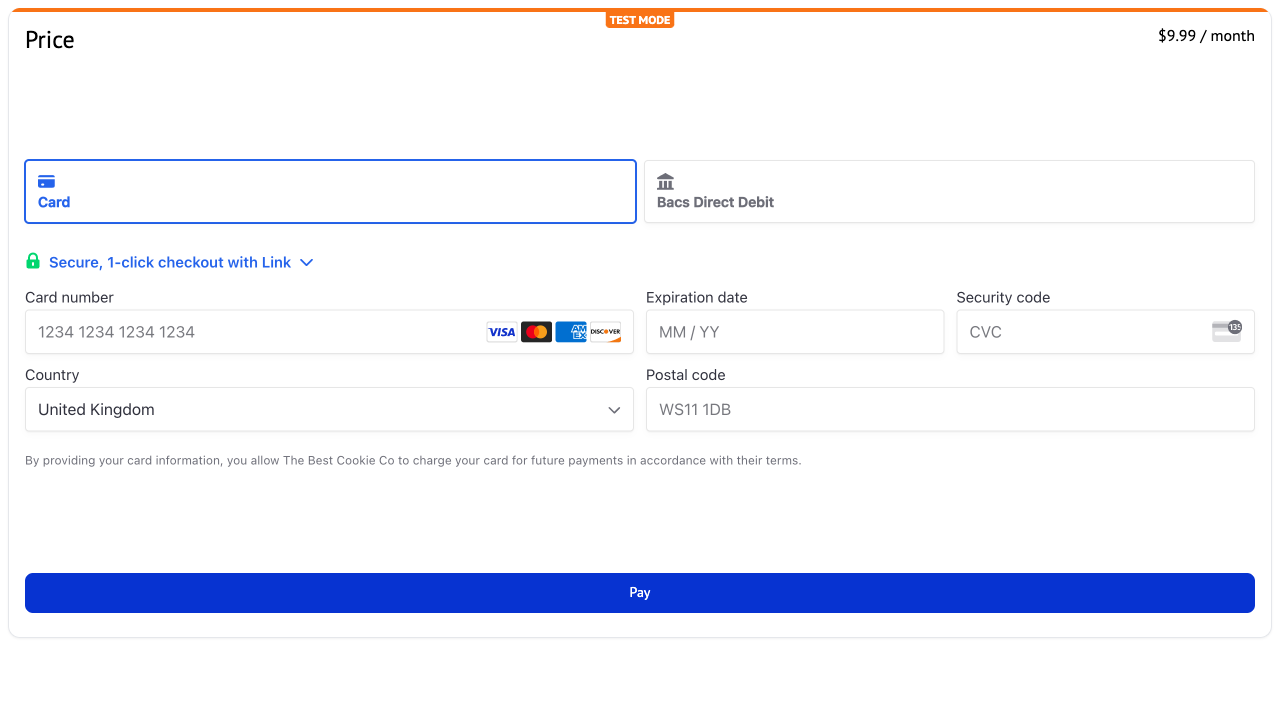 TEST MODE
Price
$9.99 / month
Card
Bacs Direct Debit
Secure, 1-click checkout with Link
Card number
Expiration date
Security code
1234 1234 1234 1234
VISA
AM
EX
DISCOVER
MM / YY
CVC
135
Country
Postal code
United Kingdom
WS11 1DB
By providing your card information, you allow The Best Cookie Co to charge your card for future payments in accordance with their terms.
Pay